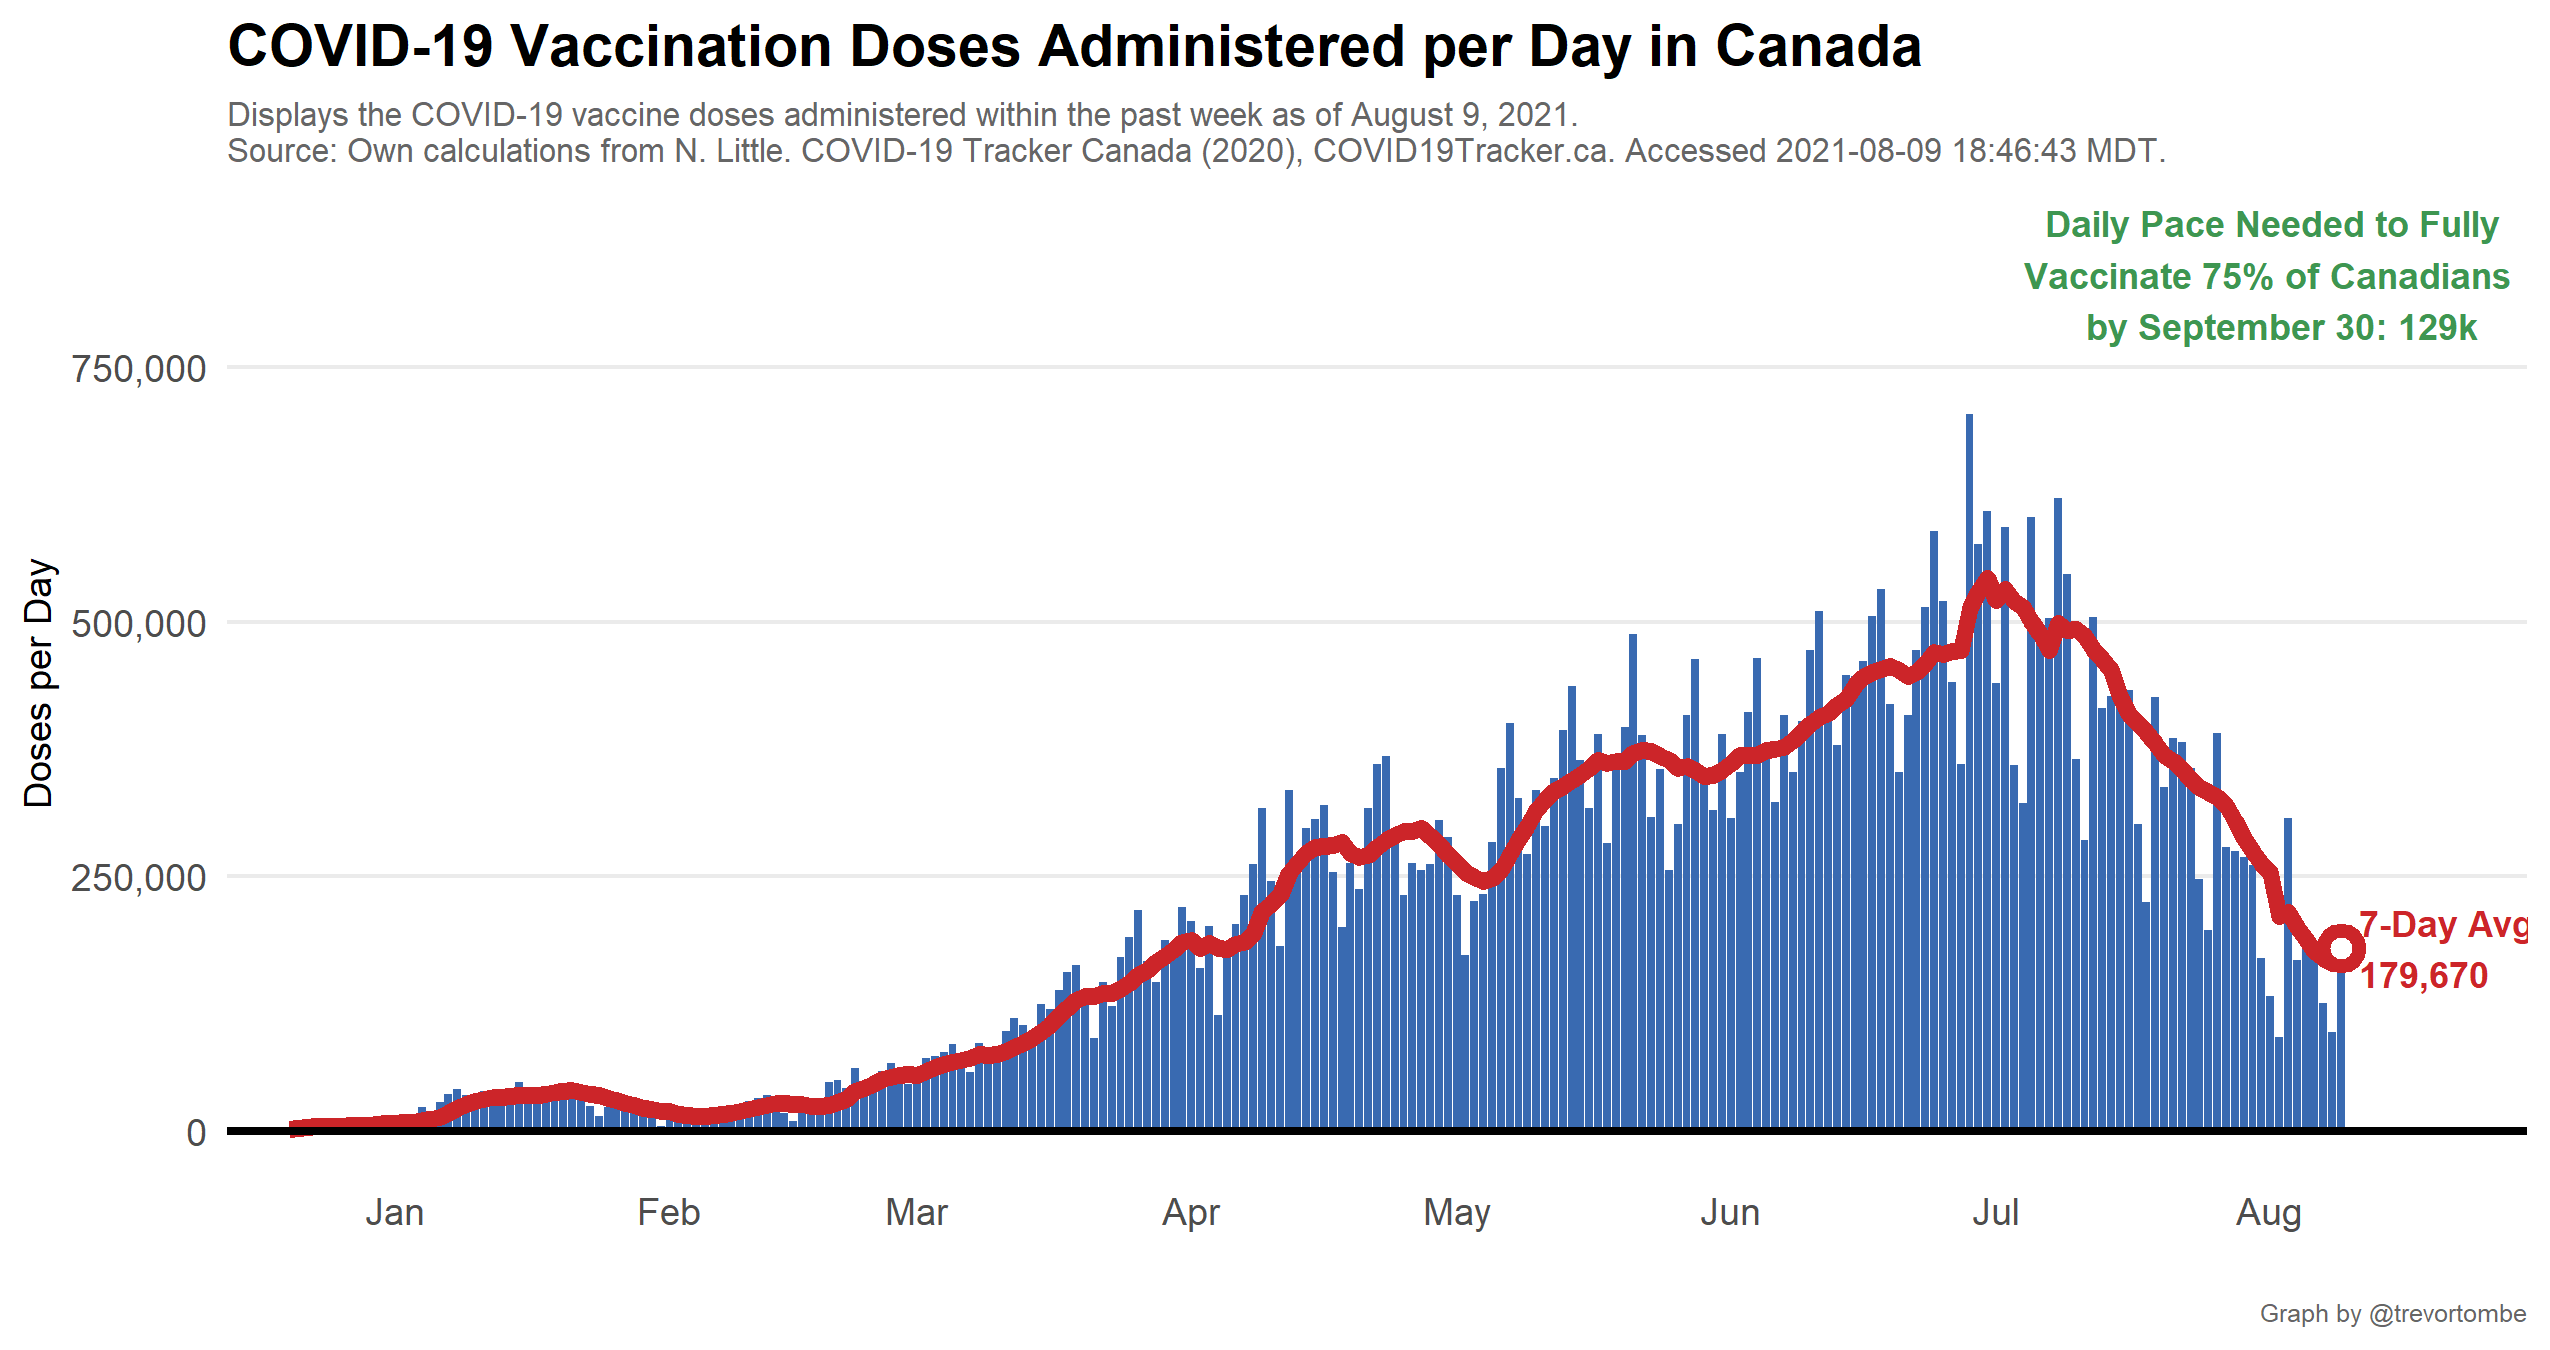 COVID-19 Vaccination Doses Administered per Day in Canada
Displays the COVID-19 vaccine doses administered within the past week as of August 9, 2021.
Source: Own calculations from N. Little. COVID-19 Tracker Canada (2020), COVID19Tracker.ca. Accessed 2021-08-09 18:46:43 MDT.
Daily Pace Needed to Fully
Vaccinate 75% of Canadians
by September 30: 129k
750,000
500,000
250,000
0
Doses per Day
7-Day Avg
179,670
Jan
Feb
Mar
Apr
May
Jun
Jul
Aug
Graph by @trevortombe